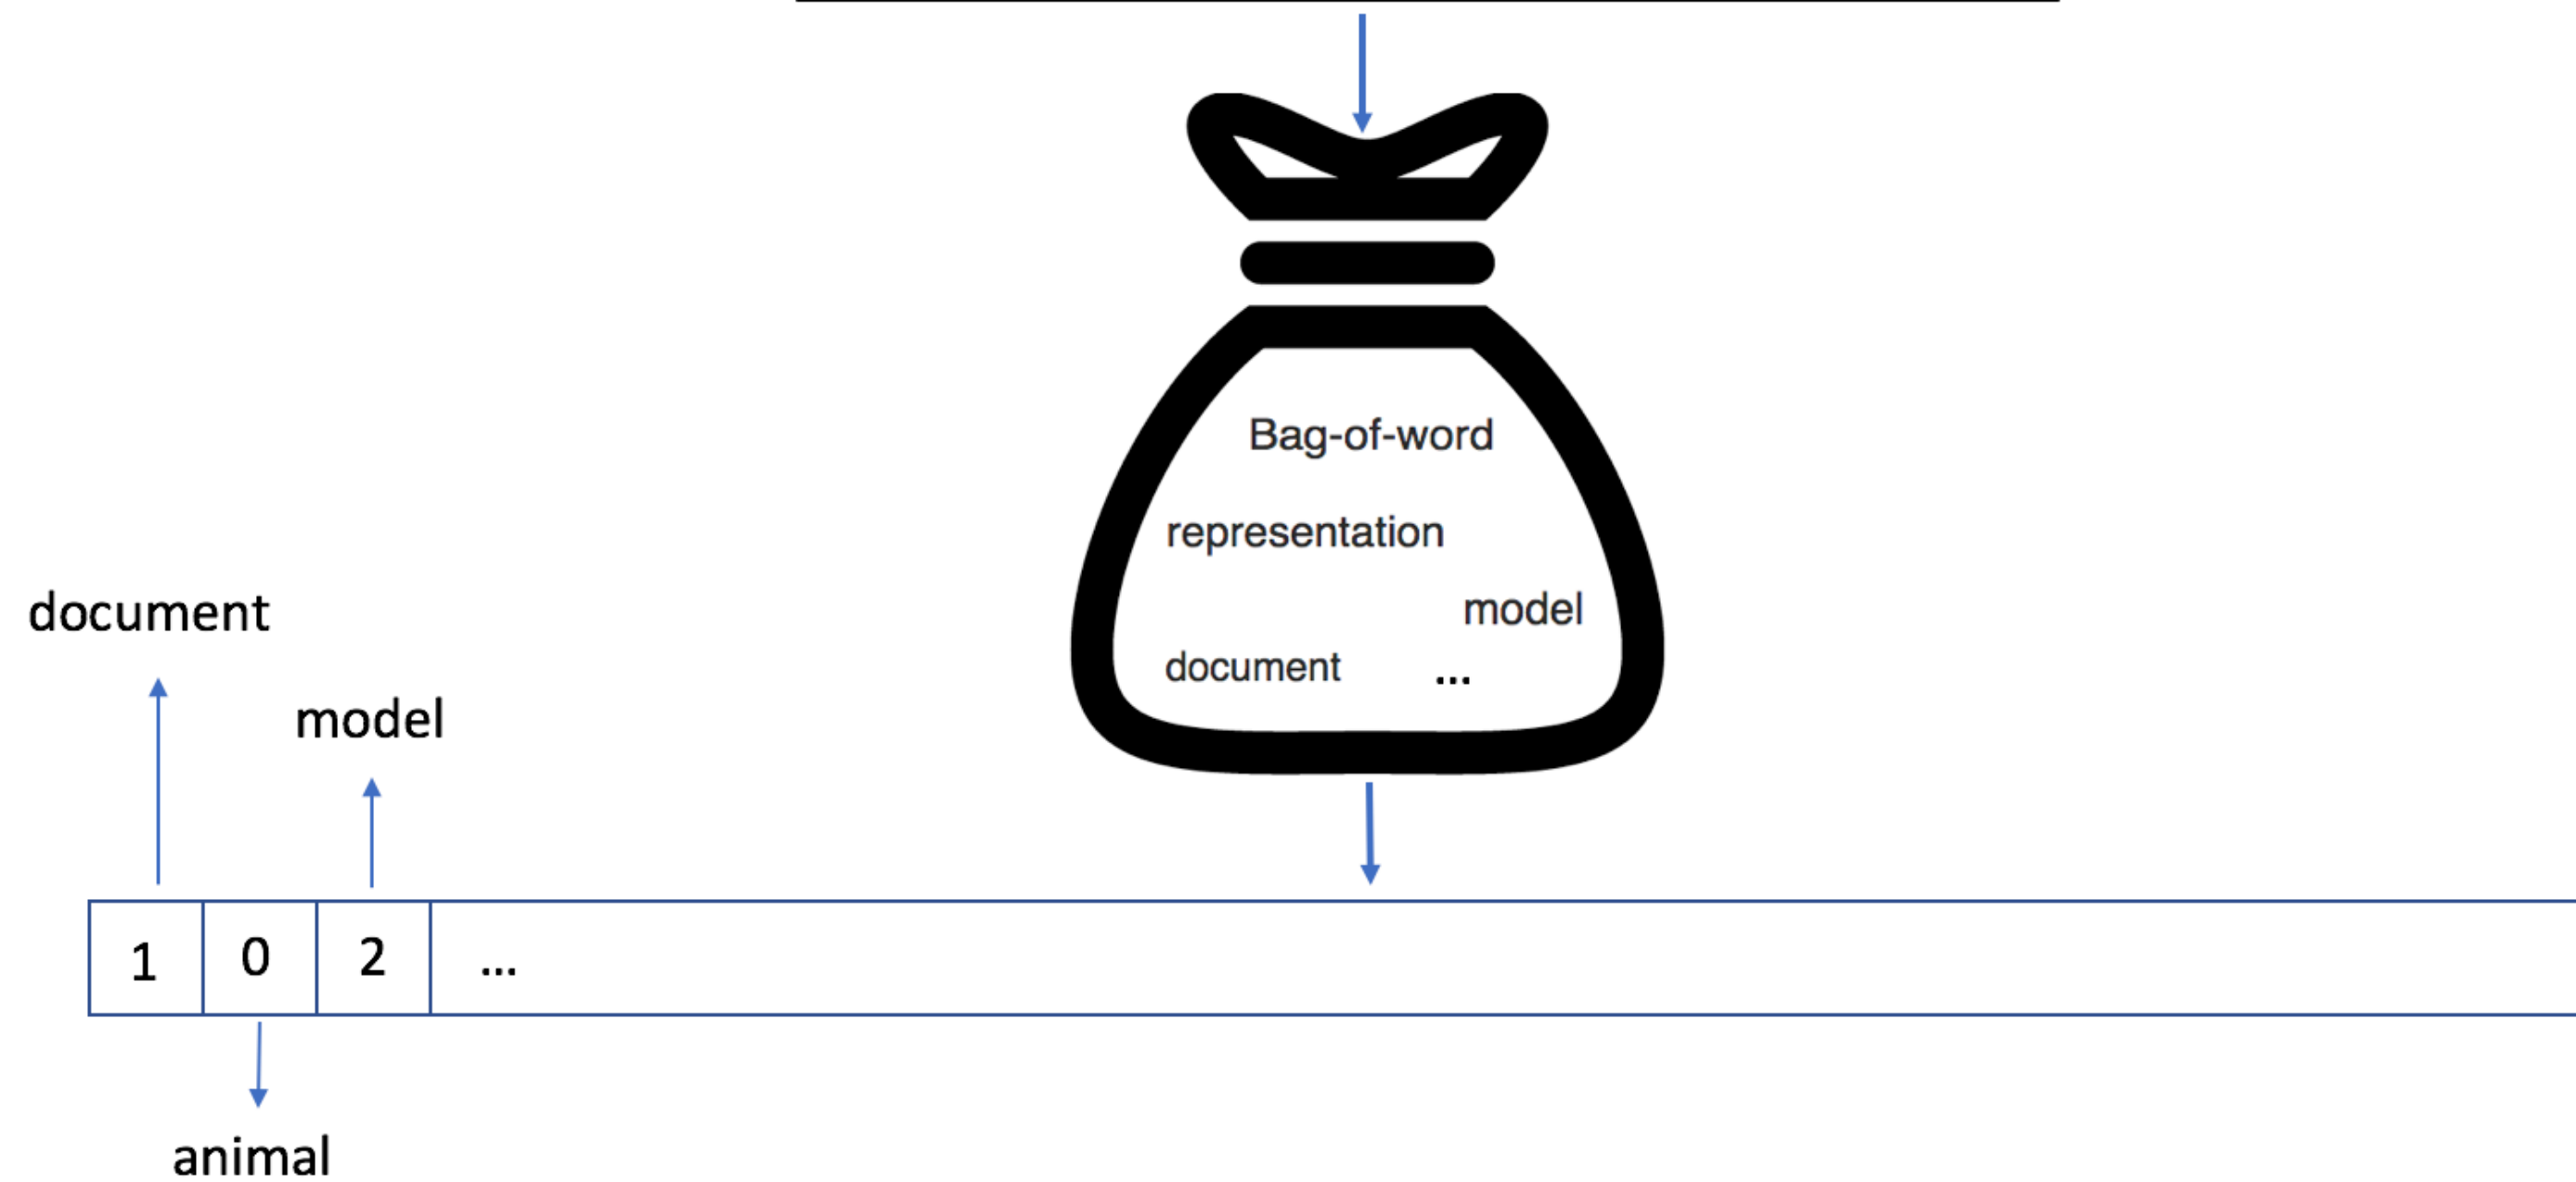 Bag-of-word
representation
model
document ...
document
model
1 0 2 ...
animal